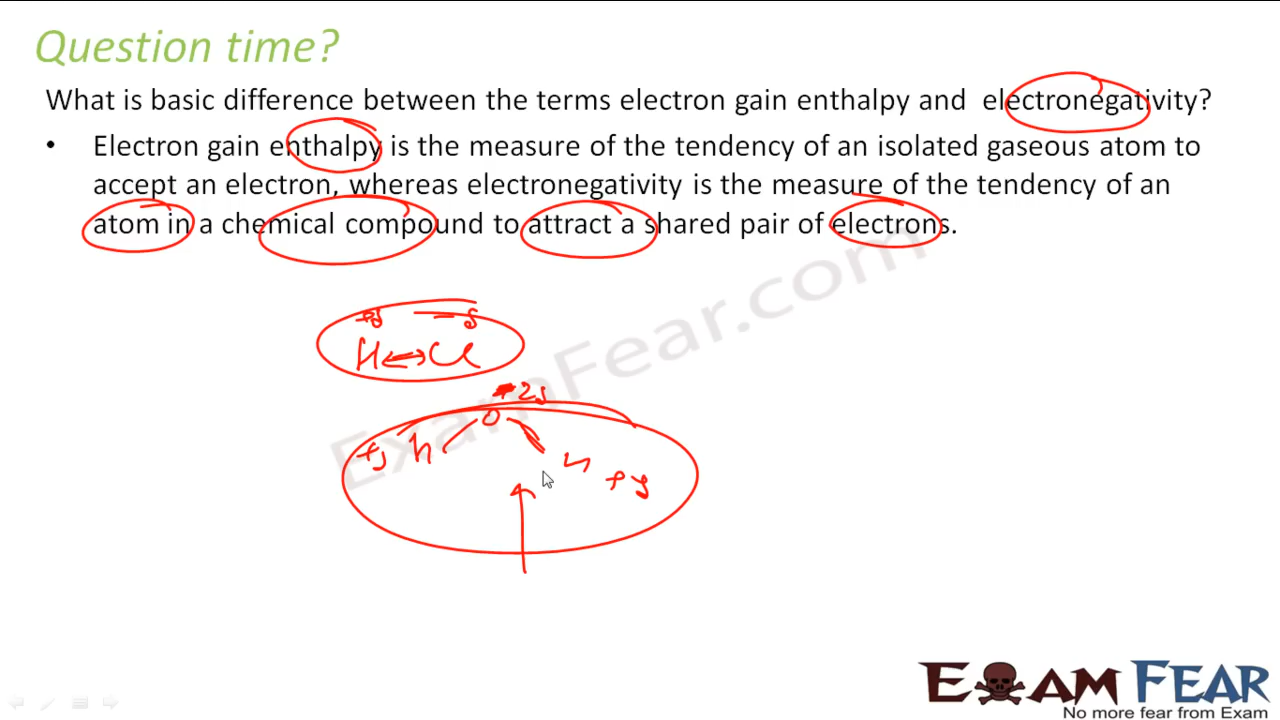 Question time?
What is basic difference between the terms electron gain enthalpy and electronegativity?
• Electron gain enthalpy is the measure of the tendency of an isolated gaseous atom to
accept an electron, whereas electronegativity is the measure of the tendency of an
atom in a chemical compound to attract a shared pair of electrons.
ExamFear.com
+δ -δ
H Cl
2δ
O
+δ H
H +δ
EXAM FEAR
No more fear from Exam